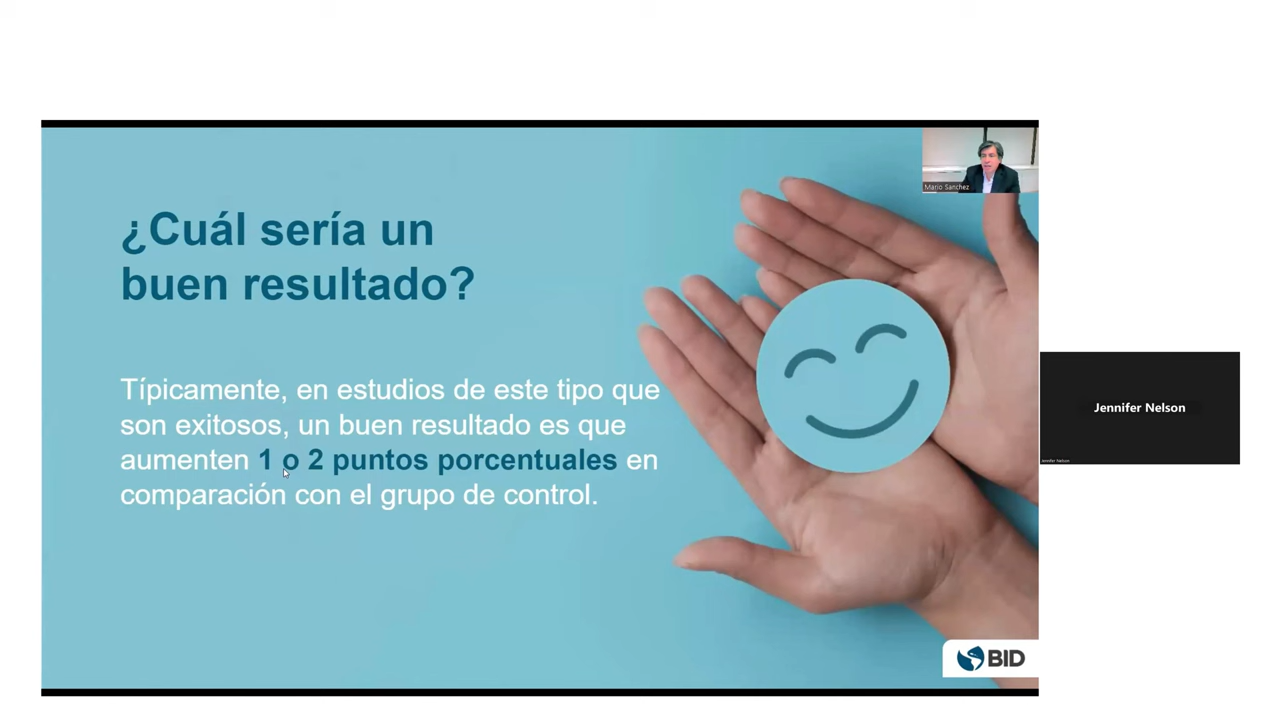 Mario Sanchez
¿Cuál sería un
buen resultado?
Típicamente, en estudios de este tipo que
son exitosos, un buen resultado es que
aumenten 1 o 2 puntos porcentuales en
comparación con el grupo de control.
Jennifer Nelson
Jennifer Nelson
BID